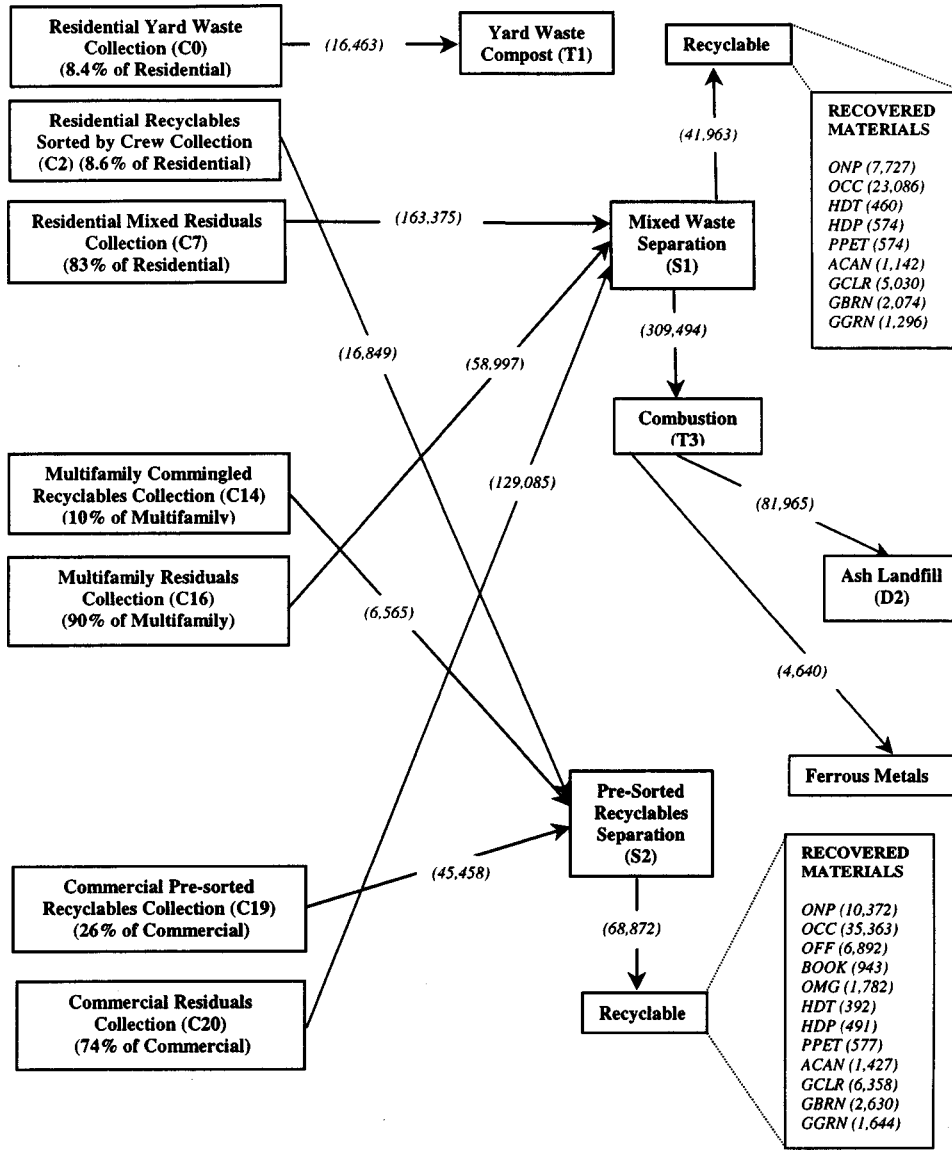 Residential Yard Waste
Collection (C0)
(8.4% of Residential)
(16,463)
Yard Waste
Compost (T1)
Recyclable
Residential Recyclables
Sorted by Crew Collection
(C2) (8.6% of Residential)
(41,963)
RECOVERED
MATERIALS
ONP (7,727)
OCC (23,086)
HDT (460)
HDP (574)
PPET (574)
ACAN (1,142)
GCLR (5,030)
GBRN (2,074)
GGRN (1,296)
Residential Mixed Residuals
Collection (C7)
(83% of Residential)
(163,375)
Mixed Waste
Separation
(S1)
(309,494)
(16,849)
(58,997)
Combustion
(T3)
Multifamily Commingled
Recyclables Collection (C14)
(10% of Multifamily)
(129,085)
(81,965)
Ash Landfill
(D2)
Multifamily Residuals
Collection (C16)
(90% of Multifamily)
(6,565)
(4,640)
Ferrous Metals
Pre-Sorted
Recyclables
Separation
(S2)
Commercial Pre-sorted
Recyclables Collection (C19)
(26% of Commercial)
(45,458)
(68,872)
Recyclable
RECOVERED
MATERIALS
ONP (10,372)
OCC (35,363)
OFF (6,892)
BOOK (943)
OMG (1,782)
HDT (392)
HDP (491)
PPET (577)
ACAN (1,427)
GCLR (6,358)
GBRN (2,630)
GGRN (1,644)
Commercial Residuals
Collection (C20)
(74% of Commercial)